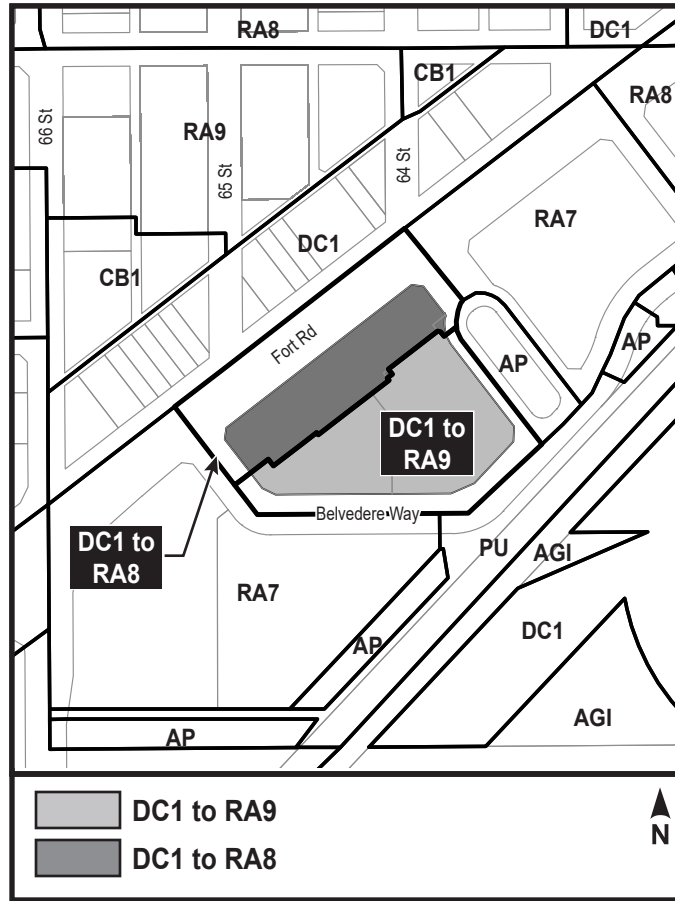 RA8
DC1
CB1
RA8
66 St
RA9
65 St
64 St
RA7
DC1
CB1
Fort Rd
AP
AP
DC1 to
RA9
Belvedere Way
DC1 to
RA8
PU
AGI
RA7
DC1
AP
AGI
AP
DC1 to RA9
DC1 to RA8
N